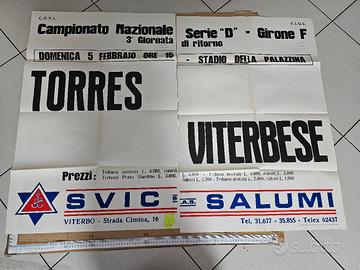 C.O.N.I. F.I.G.C.
Campionato Nazionale Serie "D" - Girone F
3ª Giornata di ritorno
DOMENICA 5 FEBBRAIO ORE 15 - STADIO DELLA PALAZZINA
TORRES
VITERBESE
Prezzi:
SVIC S.A.S. SALUMI
VITERBO - Strada Cimina, 16 Tel. 31.677 - 35.855 - Telex 62437
Subito